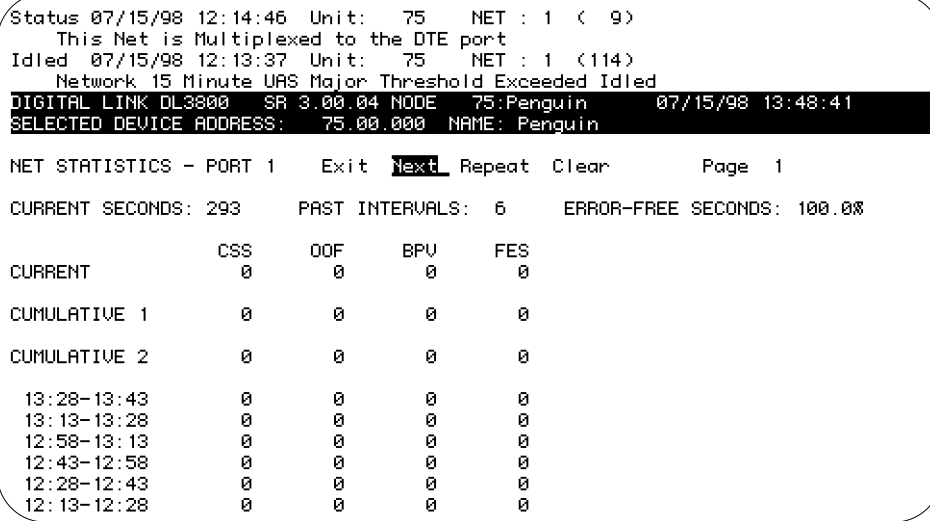 Status 07/15/98 12:14:46 Unit: 75 NET : 1 ( 9)
This Net is Multiplexed to the DTE port
Idled 07/15/98 12:13:37 Unit: 75 NET : 1 (114)
Network 15 Minute UAS Major Threshold Exceeded Idled
DIGITAL LINK DL3800 SR 3.00.04 NODE 75:Penguin 07/15/98 13:48:41
SELECTED DEVICE ADDRESS: 75.00.000 NAME: Penguin
NET STATISTICS - PORT 1 Exit Next Repeat Clear Page 1
CURRENT SECONDS: 293 PAST INTERVALS: 6 ERROR-FREE SECONDS: 100.0%
CSS OOF BPV FES
CURRENT 0 0 0 0
CUMULATIVE 1 0 0 0 0
CUMULATIVE 2 0 0 0 0
13:28-13:43 0 0 0 0
13:13-13:28 0 0 0 0
12:58-13:13 0 0 0 0
12:43-12:58 0 0 0 0
12:28-12:43 0 0 0 0
12:13-12:28 0 0 0 0